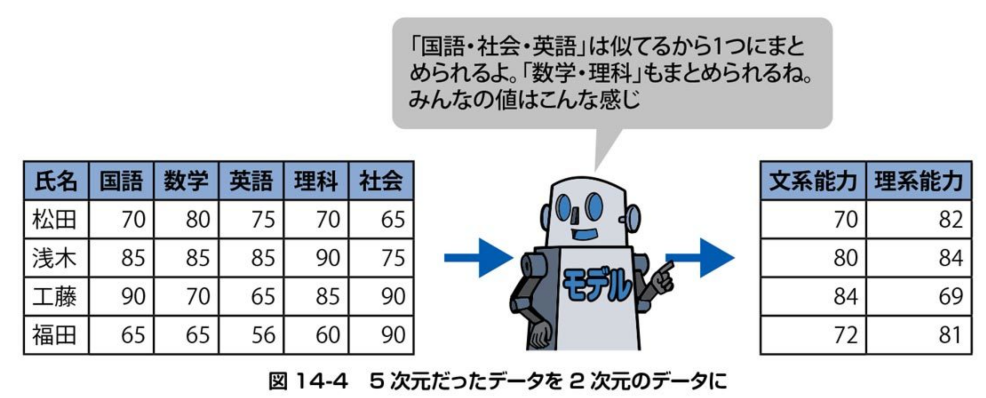 「国語・社会・英語」は似てるから1つにまと
められるよ。「数学・理科」もまとめられるね。
みんなの値はこんな感じ
氏名 国語 数学 英語 理科 社会
松田 70 80 75 70 65
浅木 85 85 85 90 75
工藤 90 70 65 85 90
福田 65 65 56 60 90
モデル
文系能力 理系能力
70 82
80 84
84 69
72 81
図 14-4 5 次元だったデータを 2 次元のデータに